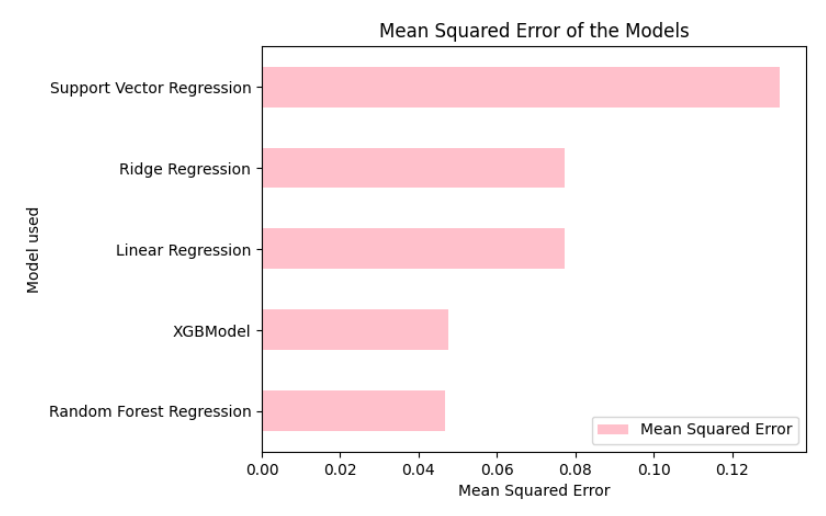 Mean Squared Error of the Models
Model used
Support Vector Regression
Ridge Regression
Linear Regression
XGBModel
Random Forest Regression
Mean Squared Error
0.00 0.02 0.04 0.06 0.08 0.10 0.12
Mean Squared Error